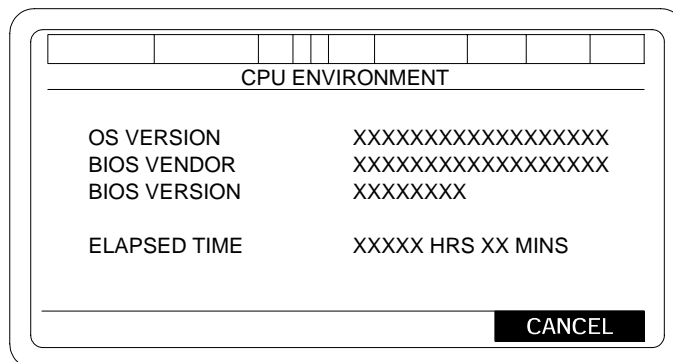 CPU ENVIRONMENT
OS VERSION XXXXXXXXXXXXXXXXXX
BIOS VENDOR XXXXXXXXXXXXXXXXXX
BIOS VERSION XXXXXXXX
ELAPSED TIME XXXXX HRS XX MINS
CANCEL